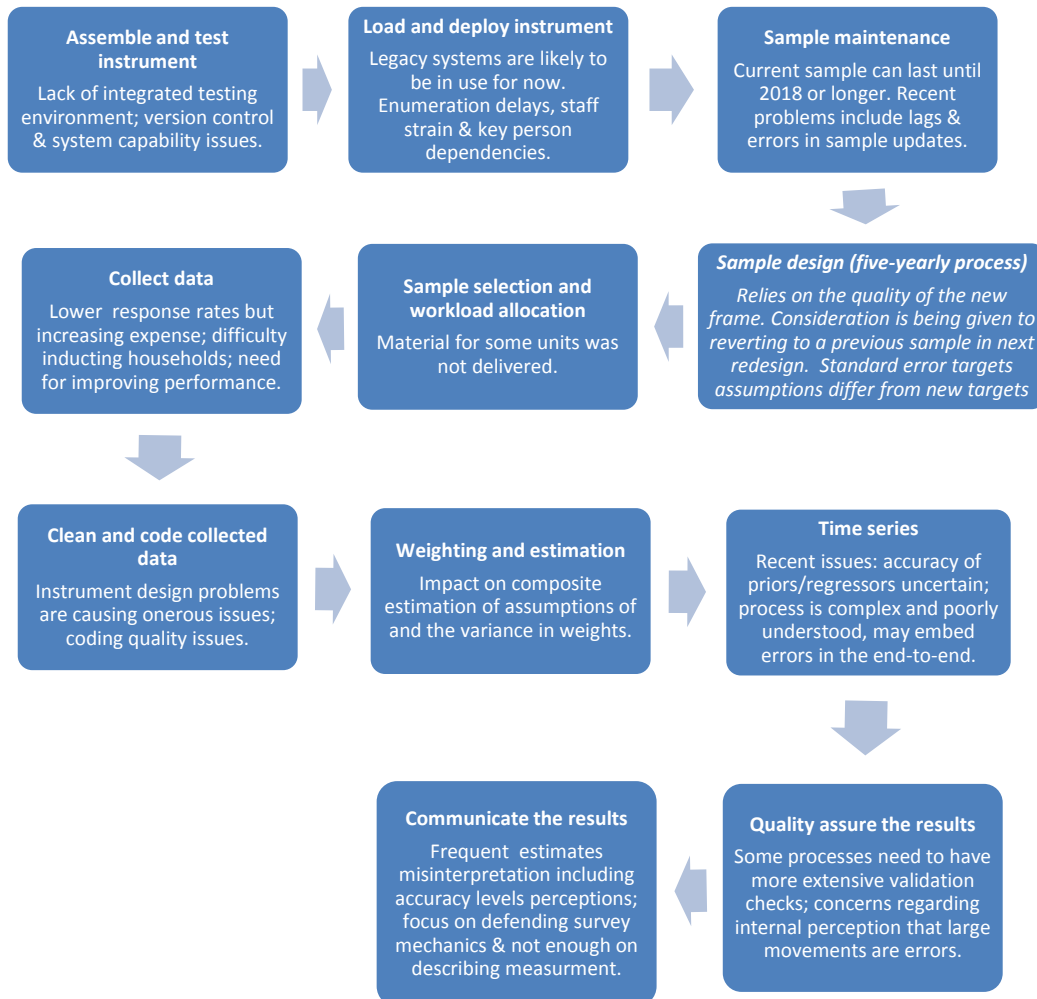 Assemble and test
instrument
Lack of integrated testing
environment; version control
& system capability issues.
Load and deploy instrument
Legacy systems are likely to
be in use for now.
Enumeration delays, staff
strain & key person
dependencies.
Sample maintenance
Current sample can last until
2018 or longer. Recent
problems include lags &
errors in sample updates.
Sample design (five-yearly process)
Relies on the quality of the new
frame. Consideration is being given to
reverting to a previous sample in next
redesign. Standard error targets
assumptions differ from new targets
Sample selection and
workload allocation
Material for some units was
not delivered.
Collect data
Lower response rates but
increasing expense; difficulty
inducting households; need
for improving performance.
Clean and code collected
data
Instrument design problems
are causing onerous issues;
coding quality issues.
Weighting and estimation
Impact on composite
estimation of assumptions of
and the variance in weights.
Time series
Recent issues: accuracy of
priors/regressors uncertain;
process is complex and poorly
understood, may embed
errors in the end-to-end.
Quality assure the results
Some processes need to have
more extensive validation
checks; concerns regarding
internal perception that large
movements are errors.
Communicate the results
Frequent estimates
misinterpretation including
accuracy levels perceptions;
focus on defending survey
mechanics & not enough on
describing measurment.